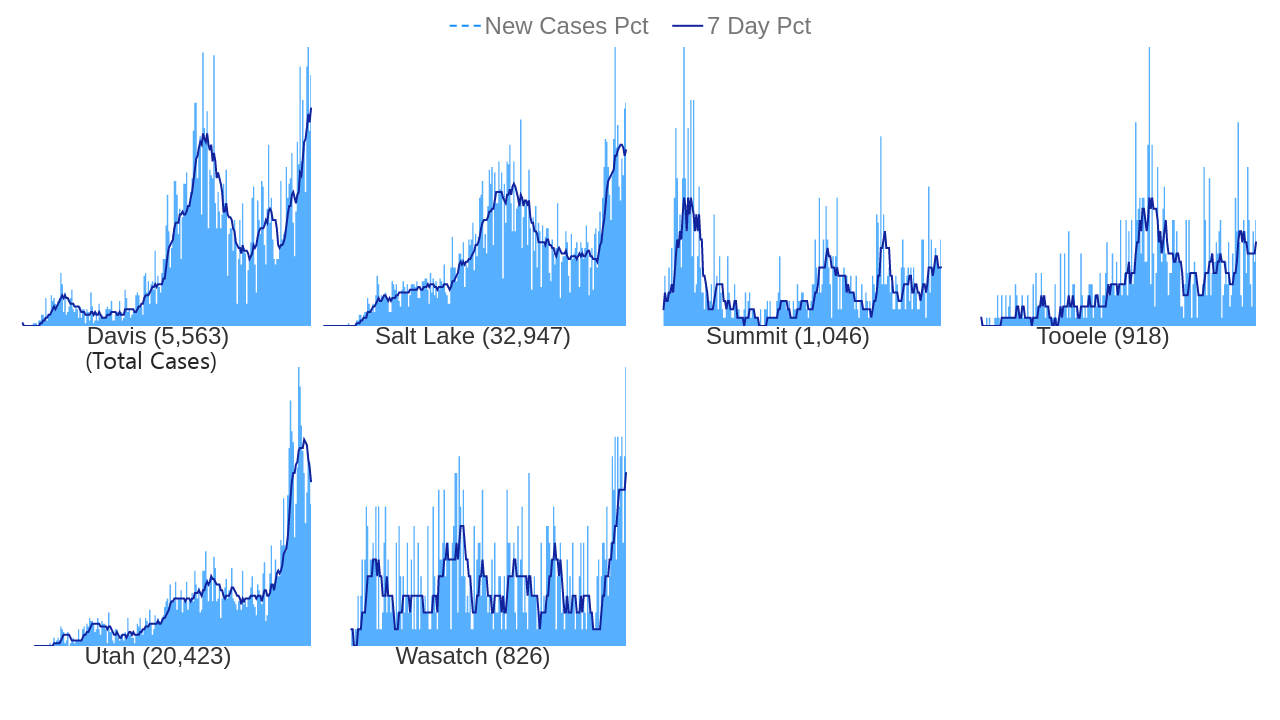 New Cases Pct 7 Day Pct
Davis (5,563)
(Total Cases)
Salt Lake (32,947)
Summit (1,046)
Tooele (918)
Utah (20,423)
Wasatch (826)